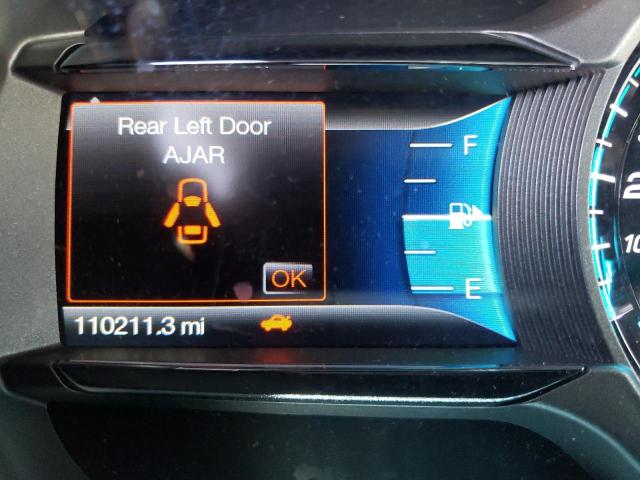 Rear Left Door
AJAR
OK
110211.3 mi
F
E